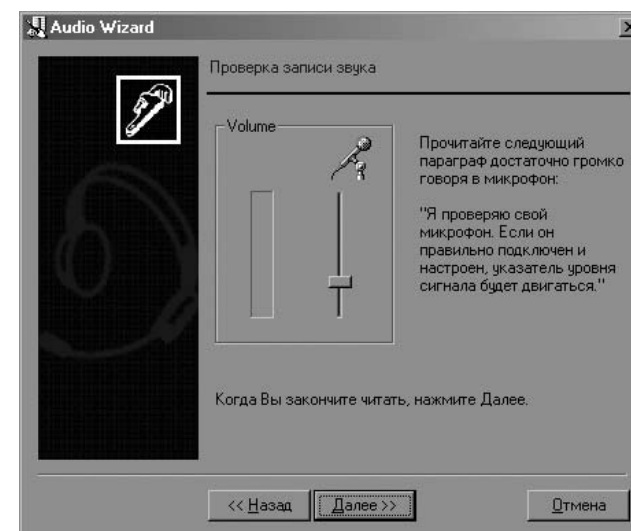 Audio Wizard
Проверка записи звука
Volume
Прочитайте следующий
параграф достаточно громко
говоря в микрофон:
"Я проверяю свой
микрофон. Если он
правильно подключен и
настроен, указатель уровня
сигнала будет двигаться."
Когда Вы закончите читать, нажмите Далее.
<< Назад
Далее >>
Отмена